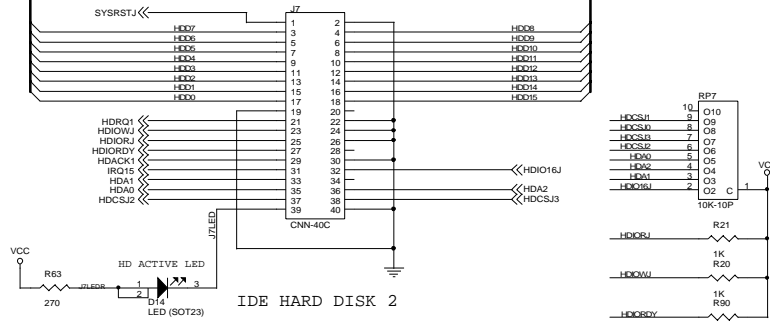 J7
SYSRSTJ
1 2
HDD7 3 4 HDD8
HDD6 5 6 HDD9
HDD5 7 8 HDD10
HDD4 9 10 HDD11
HDD3 11 12 HDD12
HDD2 13 14 HDD13
HDD1 15 16 HDD14
HDD0 17 18 HDD15
19 20
HDRQ1 21 22
HDIOWJ 23 24
HDIORJ 25 26
HDIORDY 27 28
HDACK1 29 30
IRQ15 31 32 HDIO16J
HDA1 33 34
HDA0 35 36 HDA2
HDCSJ2 37 38 HDCSJ3
39 40
CNN-40C
J7LED
VCC
R63
270
J7LEDR
HD ACTIVE LED
1 3
2
D14
LED (SOT23)
IDE HARD DISK 2
RP7
10 O10
HDCSJ1 9 O9
HDCSJ0 8 O8
HDCSJ3 7 O7
HDCSJ2 6 O6
HDA0 5 O5
HDA2 4 O4
HDA1 3 O3
HDIO16J 2 O2 C 1
10K-10P
VC
HDIORJ R21
1K
HDIOWJ R20
1K
HDIORDY R90